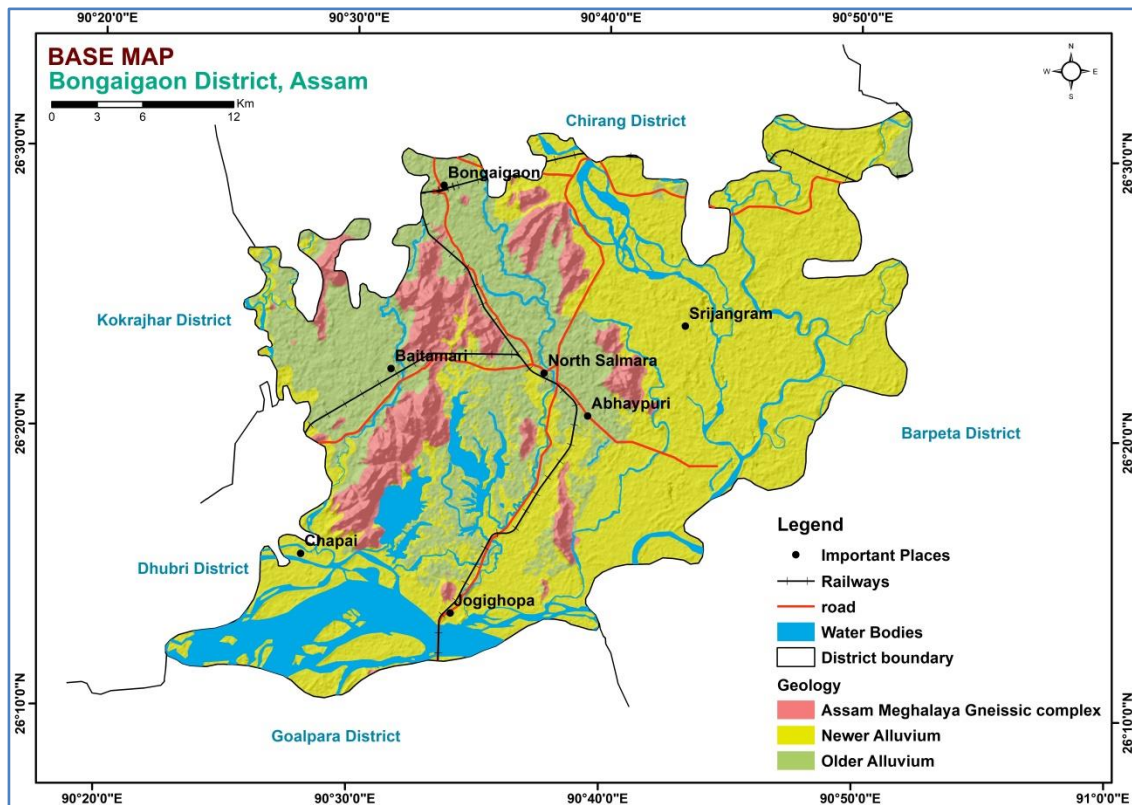 90°20'0"E 90°30'0"E 90°40'0"E 90°50'0"E
BASE MAP
Bongaigaon District, Assam
0 3 6 12 Km
N
W E
S
Chirang District
26°30'0"N
26°30'0"N
Bongaigaon
Kokrajhar District
Srijangram
Baitamari
North Salmara
Abhaypuri
26°20'0"N
Barpeta District
26°20'0"N
Chapai
Dhubri District
Jogighopa
Goalpara District
26°10'0"N
26°10'0"N
Legend
Important Places
Railways
road
Water Bodies
District boundary
Geology
Assam Meghalaya Gneissic complex
Newer Alluvium
Older Alluvium
90°20'0"E 90°30'0"E 90°40'0"E 90°50'0"E 91°0'0"E